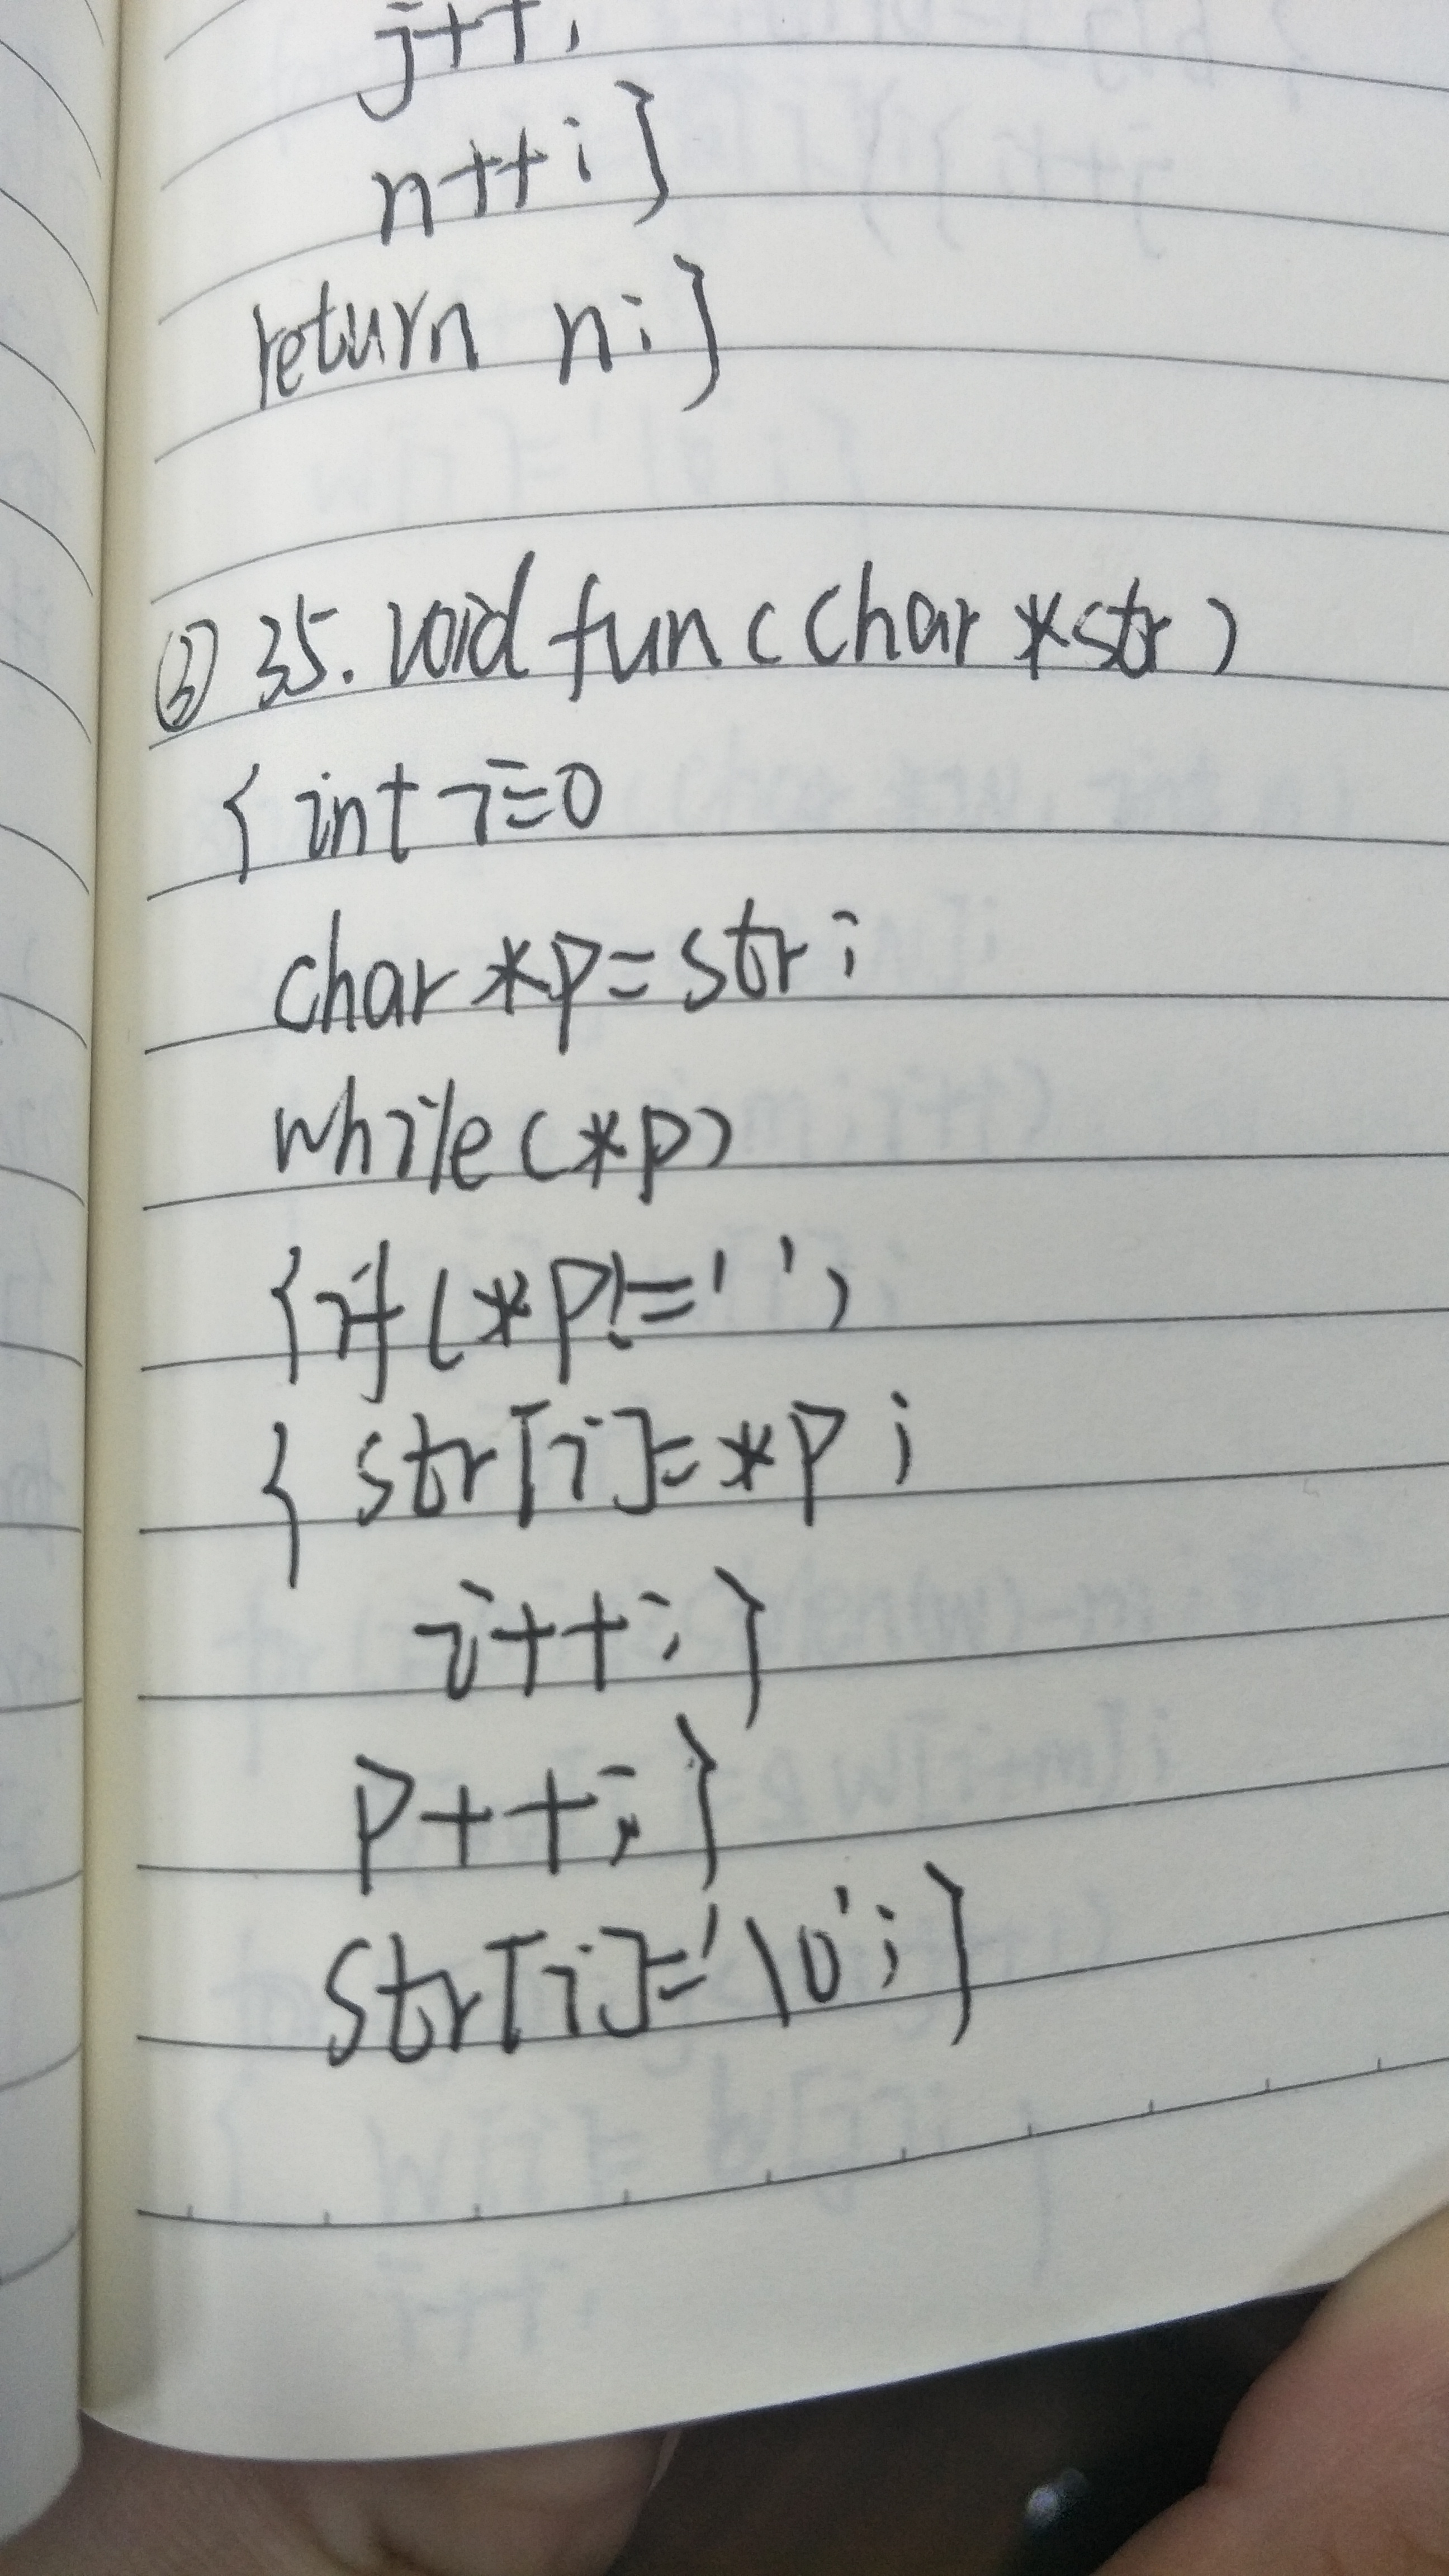 j++;
n++;}
return n;}
③ 35. void fun(char *str)
{ int i=0
char *p=str;
while(*p)
{if(*p!=' ')
{ str[i]=*p;
i++;}
p++;}
str[i]='\0';}